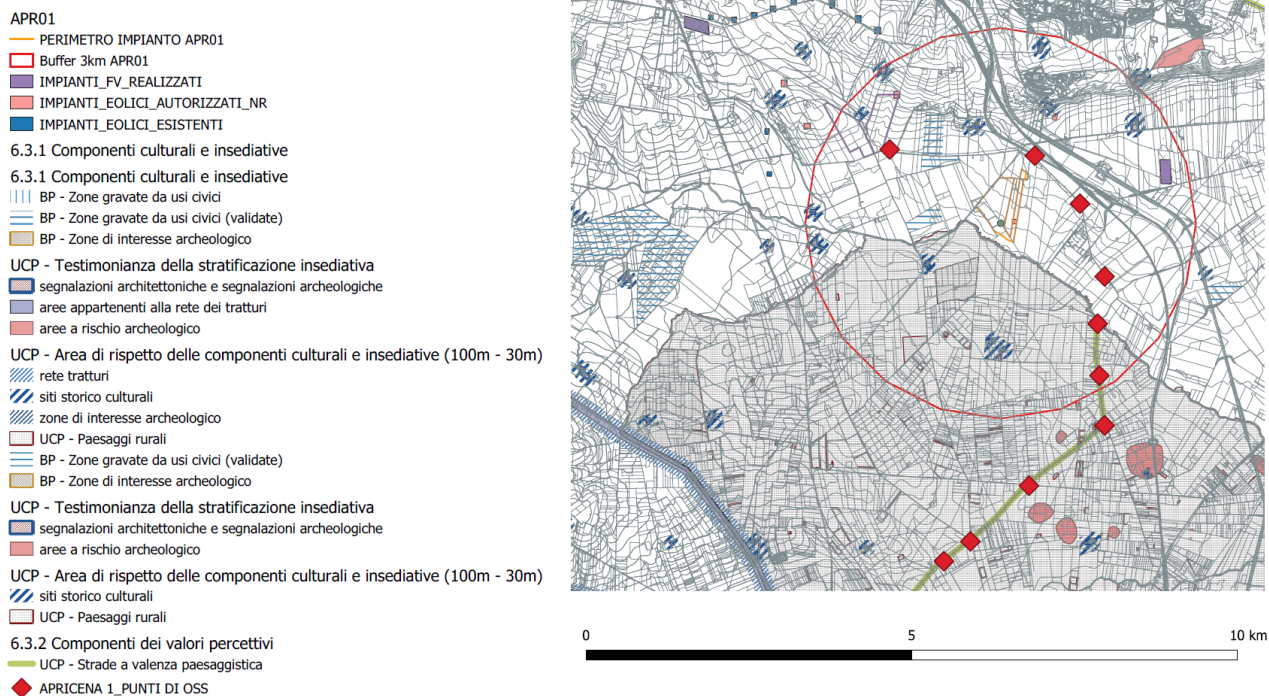 APR01
PERIMETRO IMPIANTO APR01
Buffer 3km APR01
IMPIANTI_FV_REALIZZATI
IMPIANTI_EOLICI_AUTORIZZATI_NR
IMPIANTI_EOLICI_ESISTENTI
6.3.1 Componenti culturali e insediative
6.3.1 Componenti culturali e insediative
BP - Zone gravate da usi civici
BP - Zone gravate da usi civici (validate)
BP - Zone di interesse archeologico
UCP - Testimonianza della stratificazione insediativa
segnalazioni architettoniche e segnalazioni archeologiche
aree appartenenti alla rete dei tratturi
aree a rischio archeologico
UCP - Area di rispetto delle componenti culturali e insediative (100m - 30m)
rete tratturi
siti storico culturali
zone di interesse archeologico
UCP - Paesaggi rurali
BP - Zone gravate da usi civici (validate)
BP - Zone di interesse archeologico
UCP - Testimonianza della stratificazione insediativa
segnalazioni architettoniche e segnalazioni archeologiche
aree a rischio archeologico
UCP - Area di rispetto delle componenti culturali e insediative (100m - 30m)
siti storico culturali
UCP - Paesaggi rurali
6.3.2 Componenti dei valori percettivi
UCP - Strade a valenza paesaggistica
APRICENA 1_PUNTI DI OSS
0 5 10 km